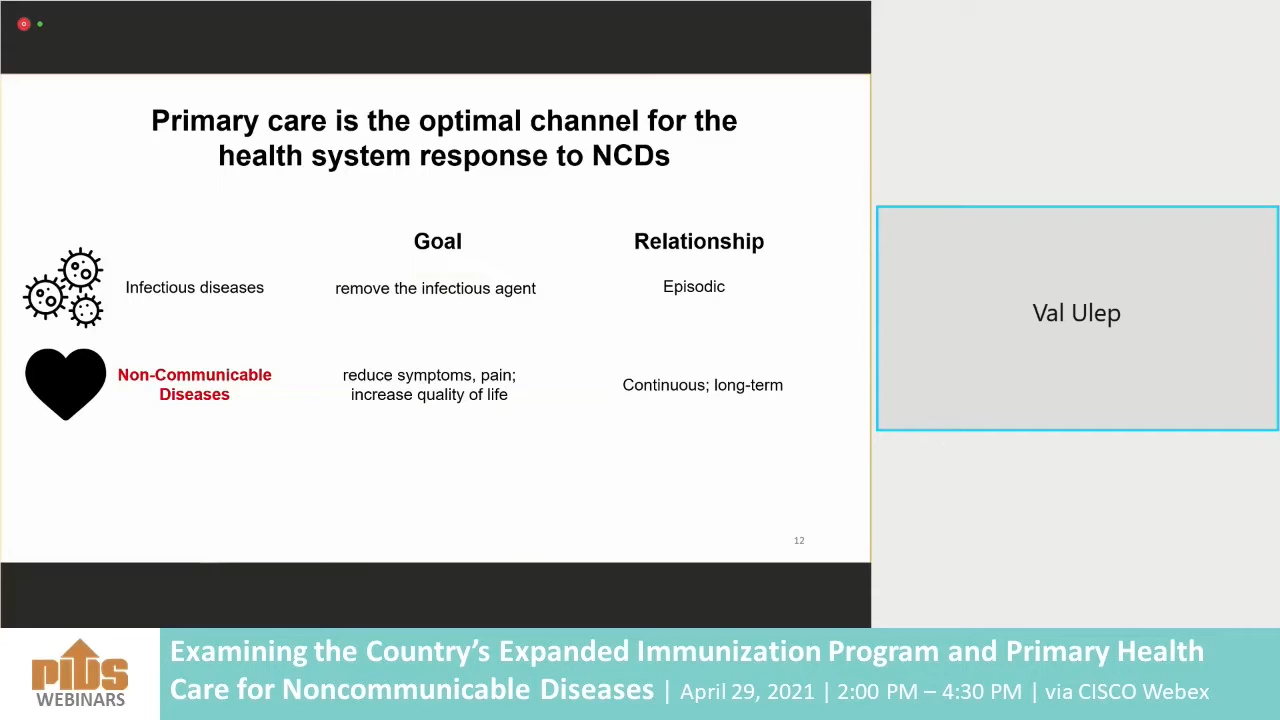 Primary care is the optimal channel for the
health system response to NCDs
Goal
Relationship
Infectious diseases
remove the infectious agent
Episodic
Non-Communicable
Diseases
reduce symptoms, pain;
increase quality of life
Continuous; long-term
12
Val Ulep
PIDS
WEBINARS
Examining the Country's Expanded Immunization Program and Primary Health
Care for Noncommunicable Diseases | April 29, 2021 | 2:00 PM – 4:30 PM | via CISCO Webex